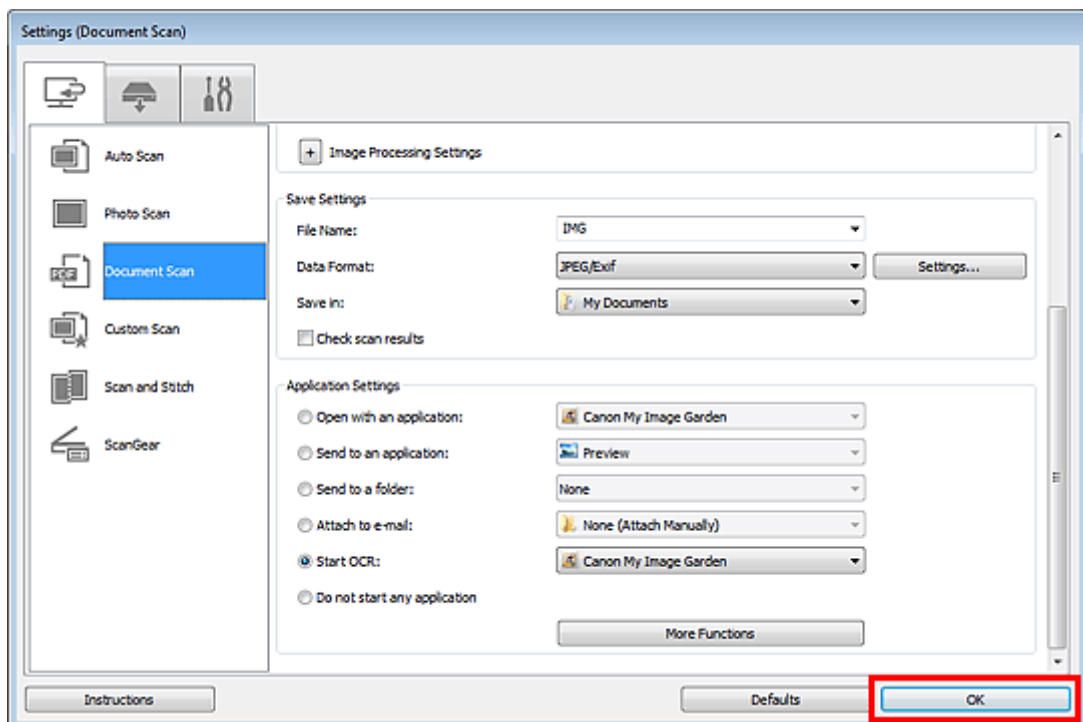 Settings (Document Scan)
Auto Scan
Photo Scan
PDF
Document Scan
Custom Scan
Scan and Stitch
ScanGear
+ Image Processing Settings
Save Settings
File Name: IMG
Data Format: JPEG/Exif Settings...
Save in: My Documents
Check scan results
Application Settings
Open with an application: Canon My Image Garden
Send to an application: Preview
Send to a folder: None
Attach to e-mail: None (Attach Manually)
Start OCR: Canon My Image Garden
Do not start any application
More Functions
Instructions Defaults OK